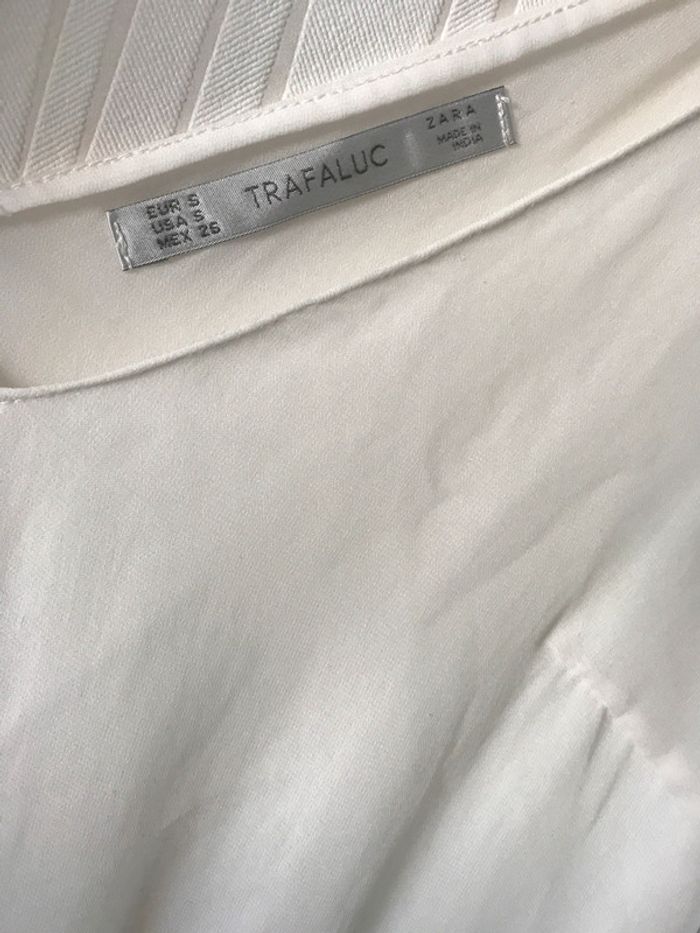 EUR S
USA S
MEX 26
TRAFALUC
ZARA
MADE IN
INDIA